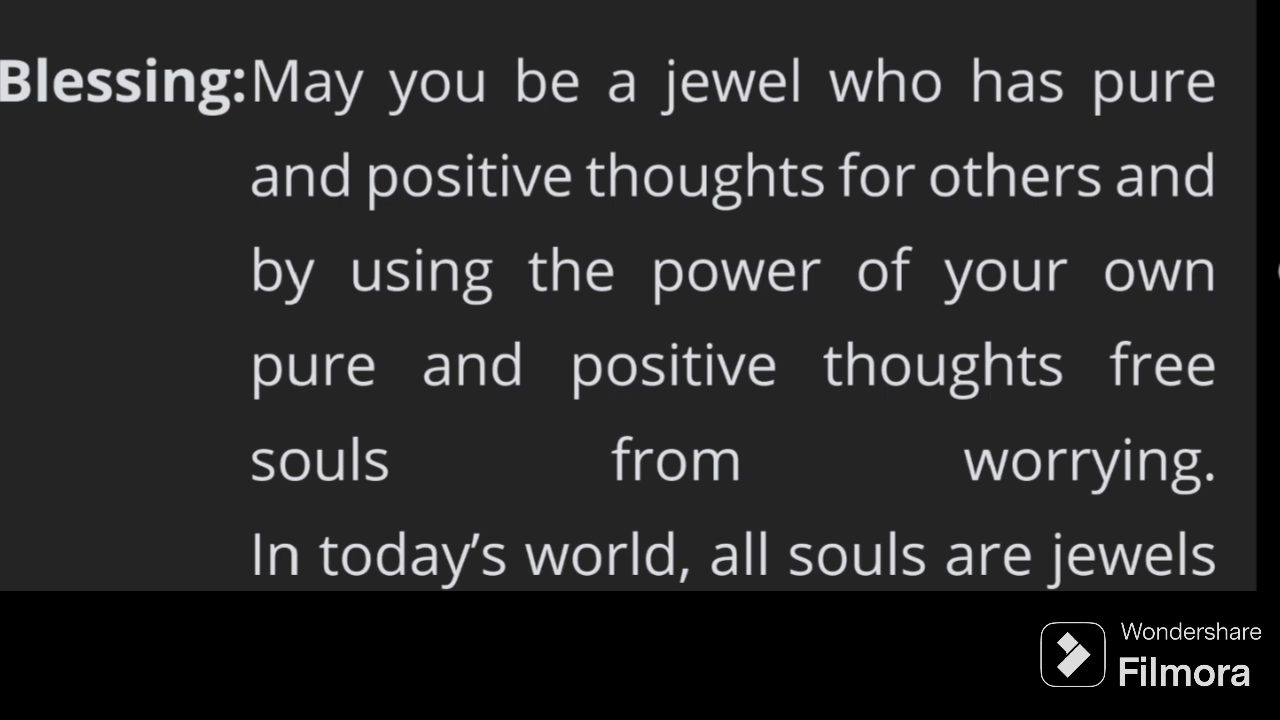 Blessing:May you be a jewel who has pure
and positive thoughts for others and
by using the power of your own
pure and positive thoughts free
souls from worrying.
In today’s world, all souls are jewels
Wondershare
Filmora